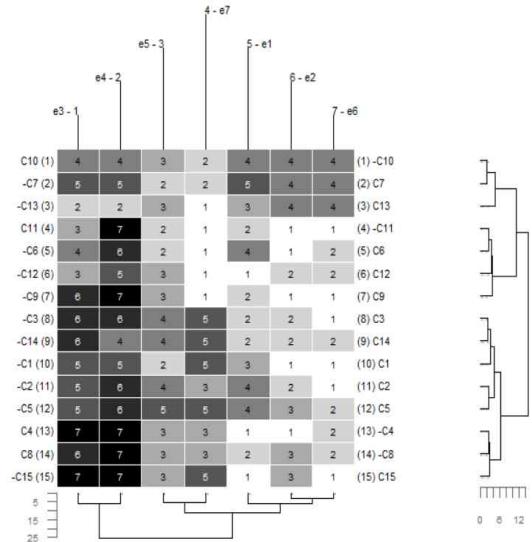 4 - e7
e5 - 3
5 - e1
e4 - 2
6 - e2
e3 - 1
7 - e6
C10 (1) 4 4 3 2 4 4 4 (1) -C10
-C7 (2) 5 5 2 2 5 4 4 (2) C7
-C13 (3) 2 2 3 1 3 4 4 (3) C13
C11 (4) 3 7 2 1 2 1 1 (4) -C11
-C6 (5) 4 6 2 1 4 1 2 (5) C6
-C12 (6) 3 5 3 1 1 2 2 (6) C12
-C9 (7) 6 7 3 1 2 1 1 (7) C9
-C3 (8) 6 6 4 5 2 2 1 (8) C3
-C14 (9) 6 4 4 5 2 2 2 (9) C14
-C1 (10) 5 5 2 5 3 1 1 (10) C1
-C2 (11) 5 6 4 3 4 2 1 (11) C2
-C5 (12) 5 6 5 5 4 3 2 (12) C5
C4 (13) 7 7 3 3 1 1 2 (13) -C4
C8 (14) 6 7 3 3 2 3 2 (14) -C8
-C15 (15) 7 7 3 5 1 3 1 (15) C15
5
15
25
0 6 12